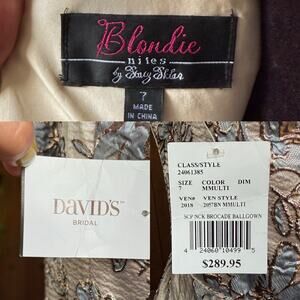 Blondie
nites
by Stacy Sklar
7
MADE
IN CHINA
DAVID'S
BRIDAL
CLASS/STYLE
24061385
SIZE COLOR DIM
7 MMULTI
VEN# VEN STYLE
2018 2057BN MMULTI
SCP NCK BROCADE BALLGOWN
4 24060 10499 5
$289.95